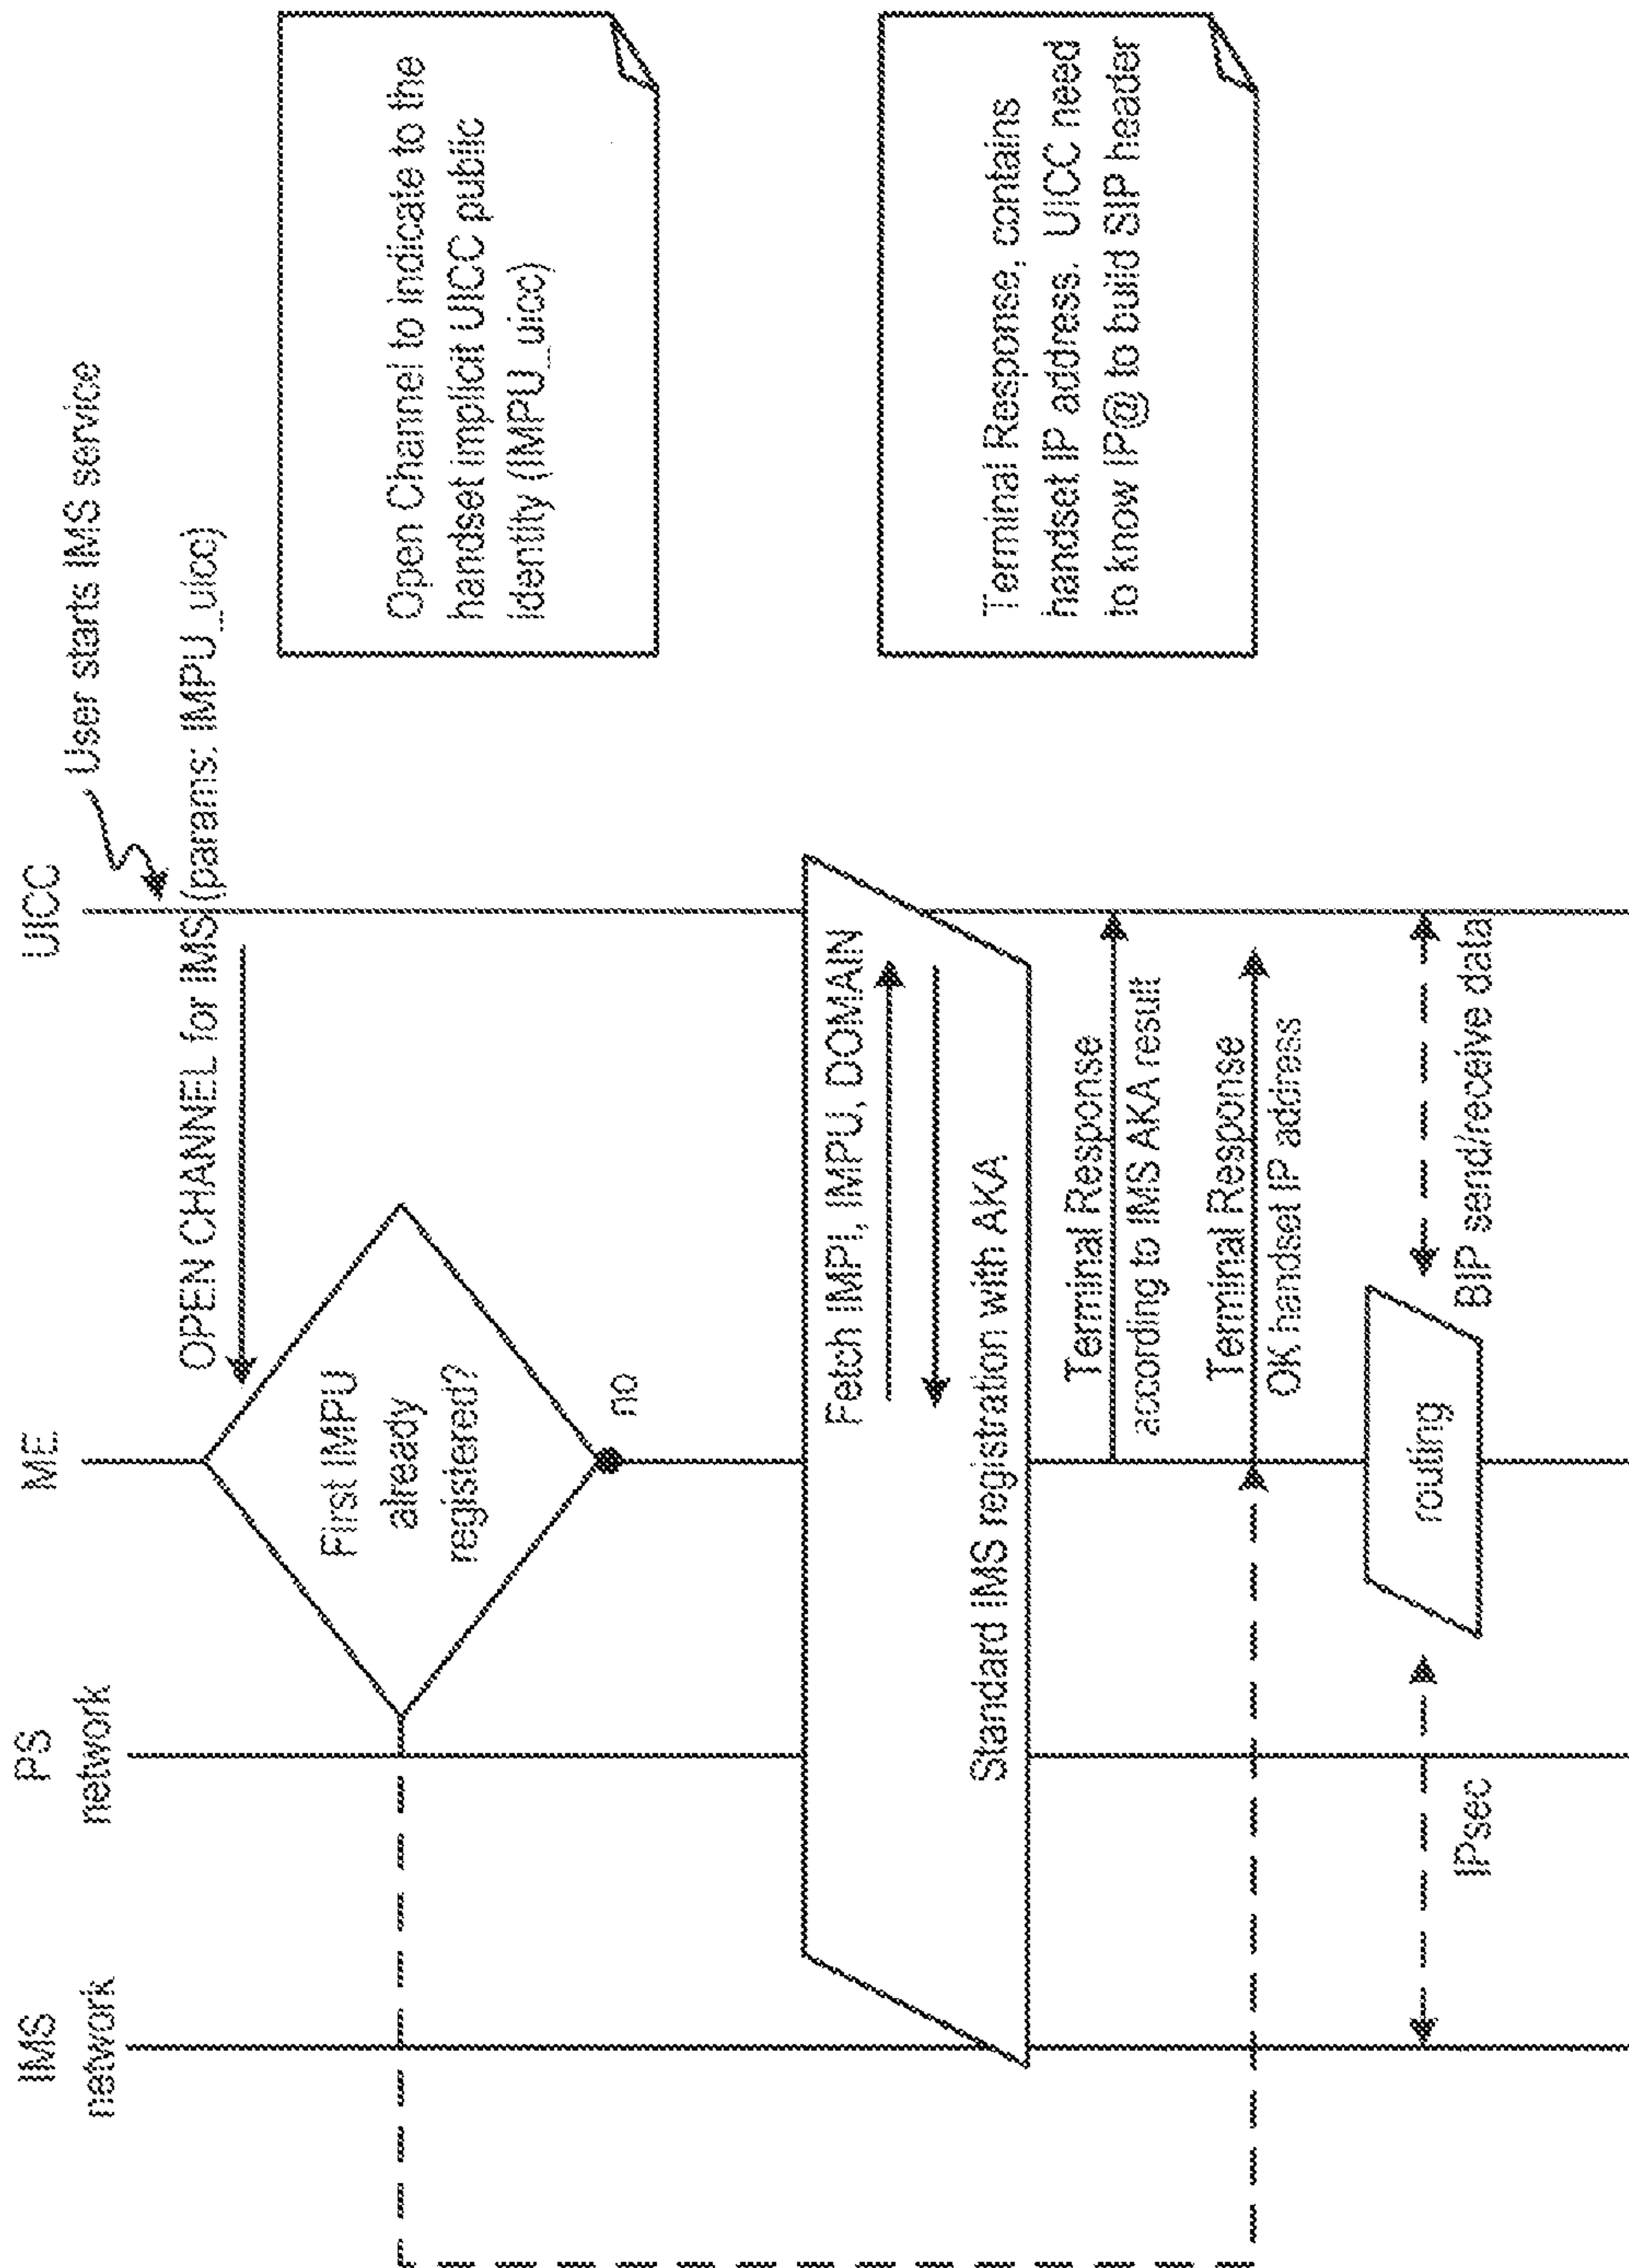 IMS
network
PS
network
ME
UICC
User starts IMS service
OPEN CHANNEL for IMS (params: IMPU_uicc)
First IMPU
already
registered?
no
Open Channel to indicate to the
handset implicit UICC public
identity (IMPU_uicc)
Fetch IMPI, IMPU, DOMAIN
Standard IMS registration with AKA
Terminal Response, contains
handset IP address. UICC need
to know IP@ to build SIP header
Terminal Response
according to IMS AKA result
Terminal Response
OK handset IP address
routing
IPsec
BIP send/receive data